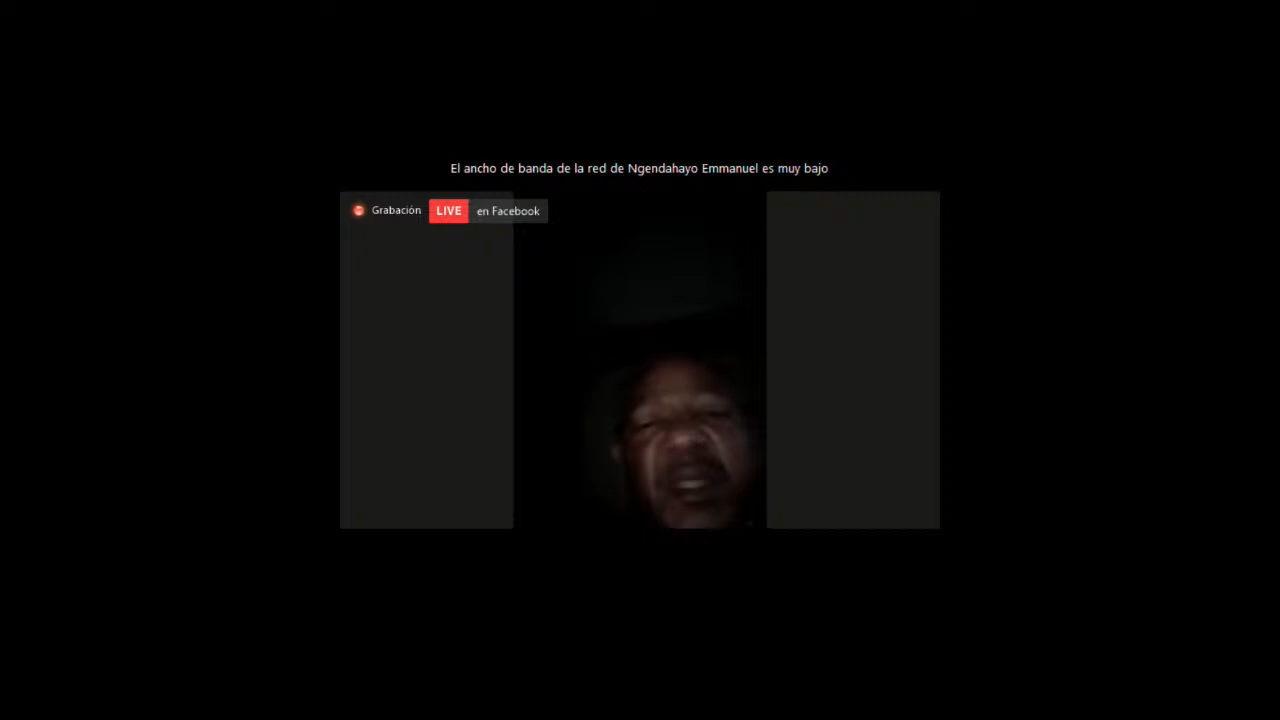 El ancho de banda de la red de Ngendahayo Emmanuel es muy bajo
Grabación LIVE en Facebook